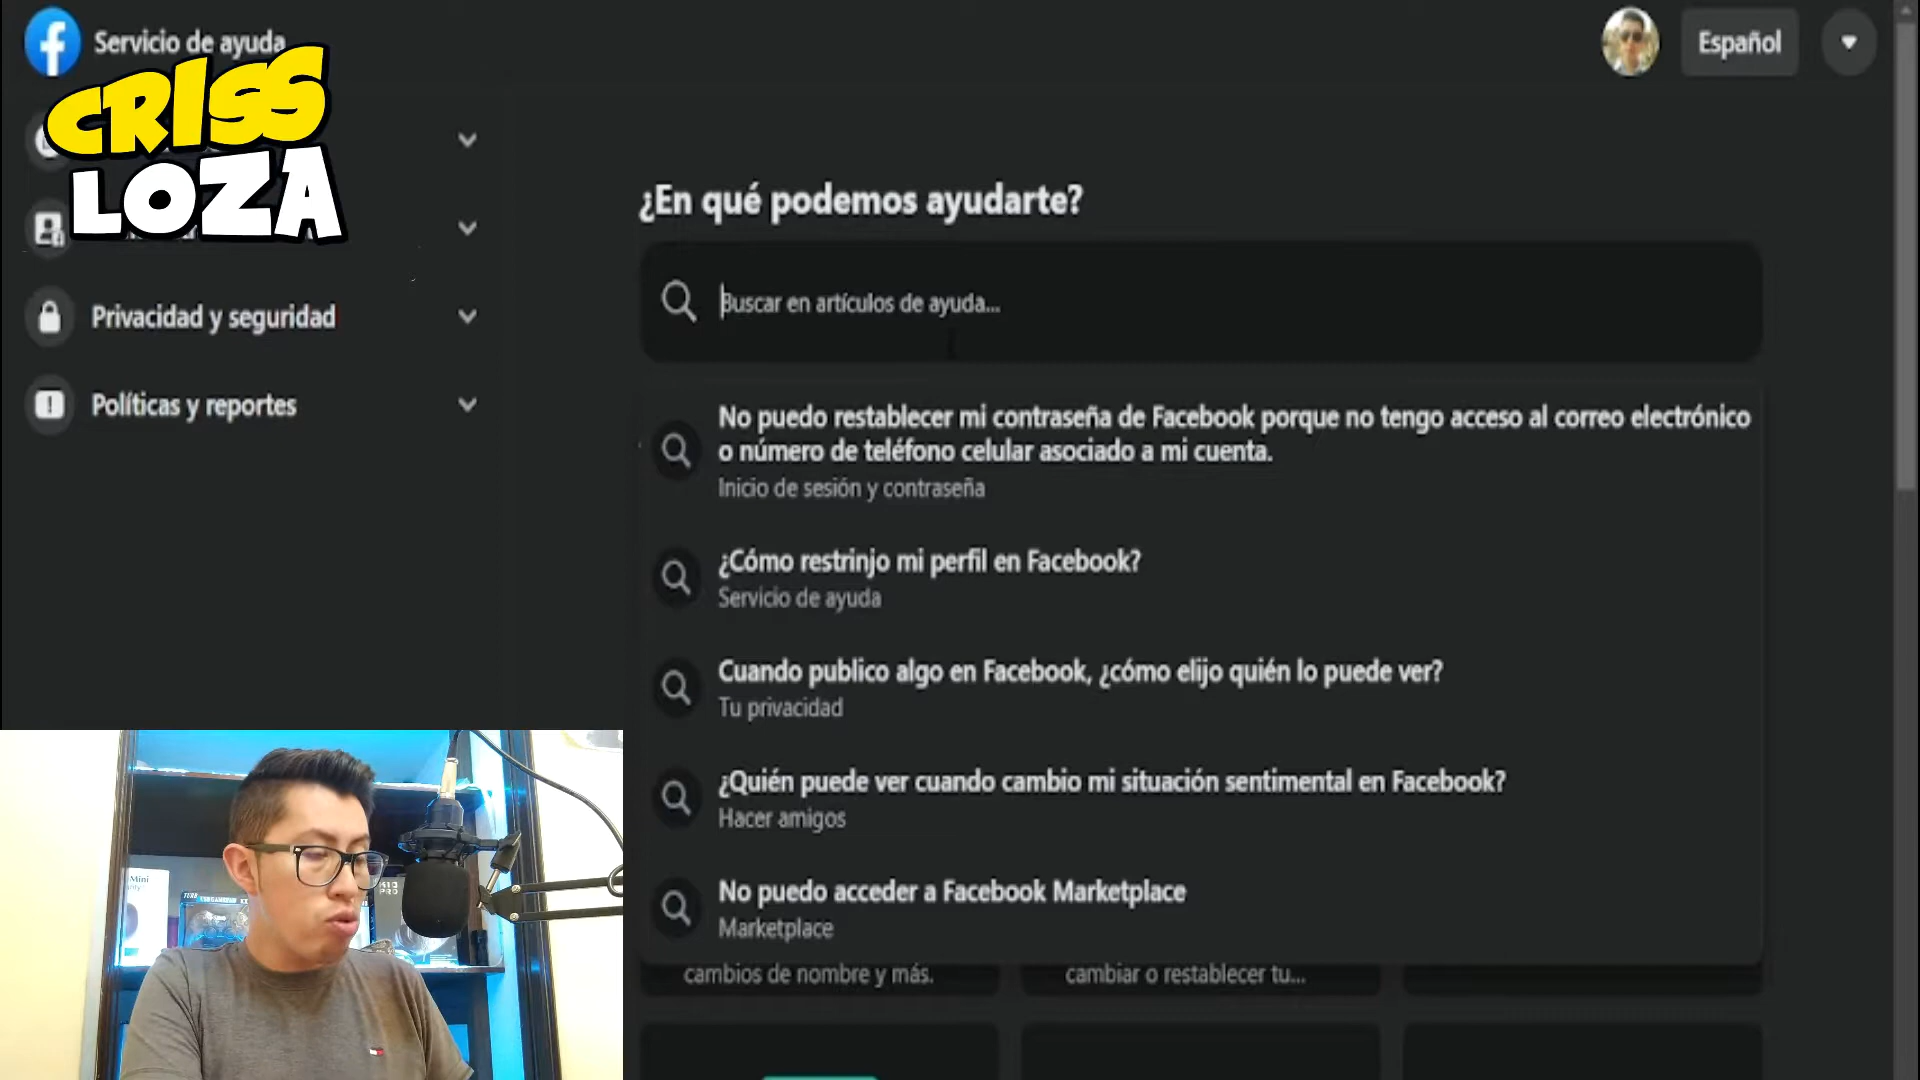 Servicio de ayuda
CRISS
LOZA
Español
Privacidad y seguridad
Políticas y reportes
¿En qué podemos ayudarte?
Buscar en artículos de ayuda...
No puedo restablecer mi contraseña de Facebook porque no tengo acceso al correo electrónico
o número de teléfono celular asociado a mi cuenta.
Inicio de sesión y contraseña
¿Cómo restrinjo mi perfil en Facebook?
Servicio de ayuda
Cuando publico algo en Facebook, ¿cómo elijo quién lo puede ver?
Tu privacidad
¿Quién puede ver cuando cambio mi situación sentimental en Facebook?
Hacer amigos
No puedo acceder a Facebook Marketplace
Marketplace
cambios de nombre y más.
cambiar o restablecer tu...
Mini
PRO